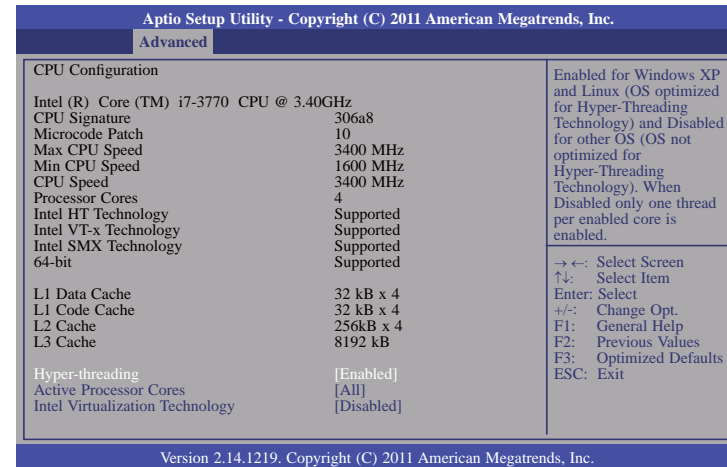 Aptio Setup Utility - Copyright (C) 2011 American Megatrends, Inc.
Advanced
CPU Configuration
Intel (R) Core (TM) i7-3770 CPU @ 3.40GHz
CPU Signature 306a8
Microcode Patch 10
Max CPU Speed 3400 MHz
Min CPU Speed 1600 MHz
CPU Speed 3400 MHz
Processor Cores 4
Intel HT Technology Supported
Intel VT-x Technology Supported
Intel SMX Technology Supported
64-bit Supported
L1 Data Cache 32 kB x 4
L1 Code Cache 32 kB x 4
L2 Cache 256kB x 4
L3 Cache 8192 kB
Hyper-threading [Enabled]
Active Processor Cores [All]
Intel Virtualization Technology [Disabled]
Enabled for Windows XP
and Linux (OS optimized
for Hyper-Threading
Technology) and Disabled
for other OS (OS not
optimized for
Hyper-Threading
Technology). When
Disabled only one thread
per enabled core is
enabled.
→←: Select Screen
↑↓: Select Item
Enter: Select
+/-: Change Opt.
F1: General Help
F2: Previous Values
F3: Optimized Defaults
ESC: Exit
Version 2.14.1219. Copyright (C) 2011 American Megatrends, Inc.